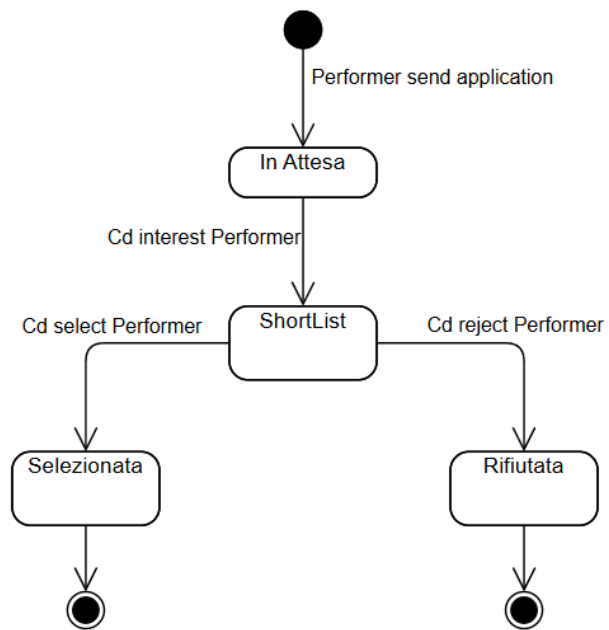 Performer send application
In Attesa
Cd interest Performer
ShortList
Cd select Performer
Cd reject Performer
Selezionata
Rifiutata